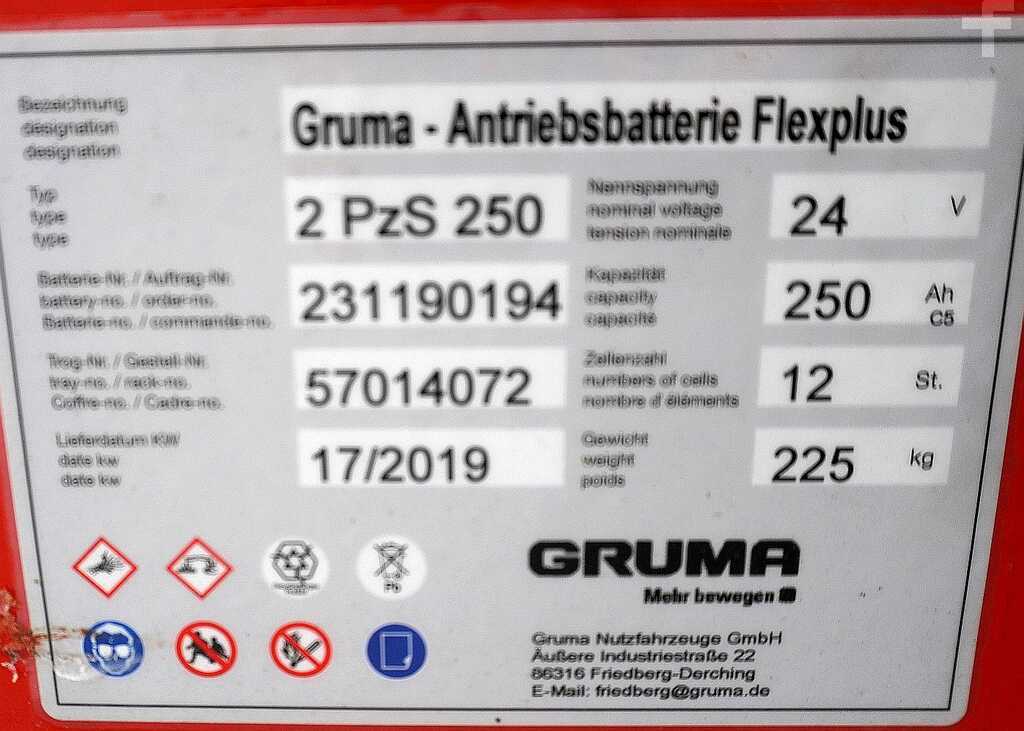 Bezeichnung
designation
designation
Gruma - Antriebsbatterie Flexplus
Typ
type
type
2 PzS 250
Nennspannung
nominal voltage
tension nominale
24 V
Batterie-Nr. / Auftrag-Nr.
battery-no. / order-no.
Batterie-no. / commande-no.
231190194
Kapazität
capacity
capacité
250 Ah
C5
Trog-Nr. / Gestell-Nr.
tray-no. / rack-no.
Coffre-no. / Cadre-no.
57014072
Zellenzahl
numbers of cells
nombre d'éléments
12 St.
Lieferdatum KW
date kw
date kw
17/2019
Gewicht
weight
poids
225 kg
Pb
GRUMA
Mehr bewegen
Gruma Nutzfahrzeuge GmbH
Äußere Industriestraße 22
86316 Friedberg-Derching
E-Mail: friedberg@gruma.de
f